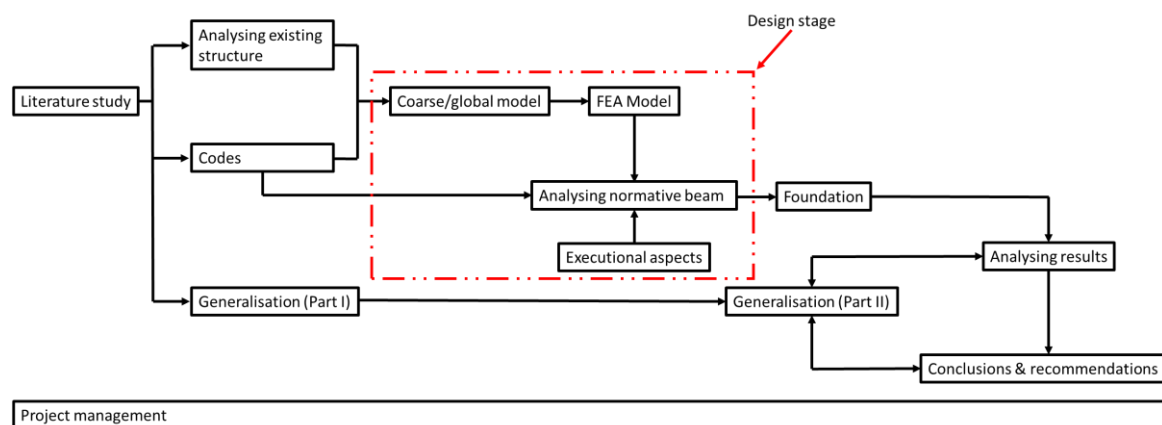 Design stage
Analysing existing
structure
Literature study
Coarse/global model
FEA Model
Codes
Analysing normative beam
Foundation
Executional aspects
Analysing results
Generalisation (Part I)
Generalisation (Part II)
Conclusions & recommendations
Project management